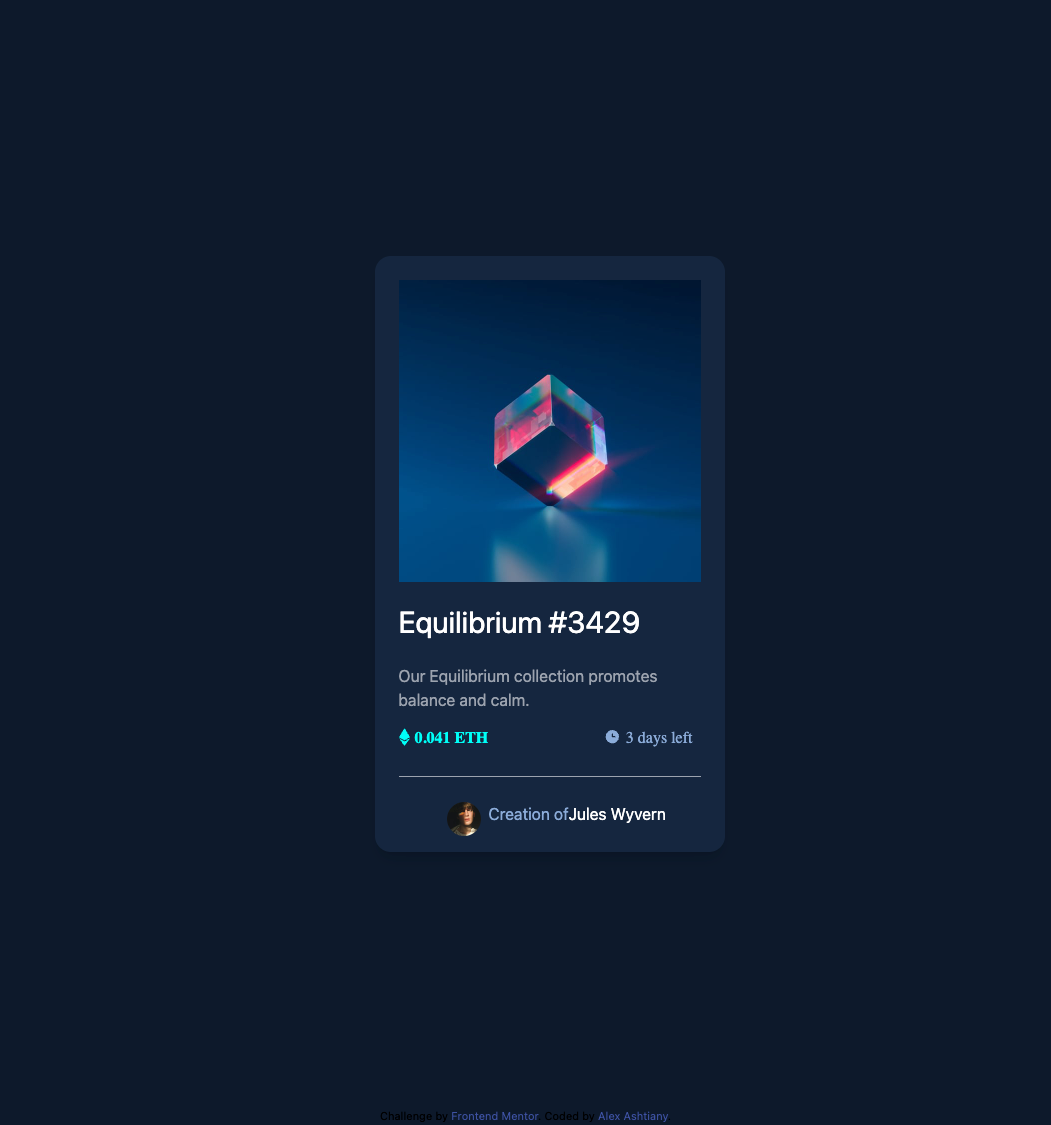 Equilibrium #3429
Our Equilibrium collection promotes
balance and calm.
0.041 ETH 3 days left
Creation ofJules Wyvern
Challenge by Frontend Mentor. Coded by Alex Ashtiany